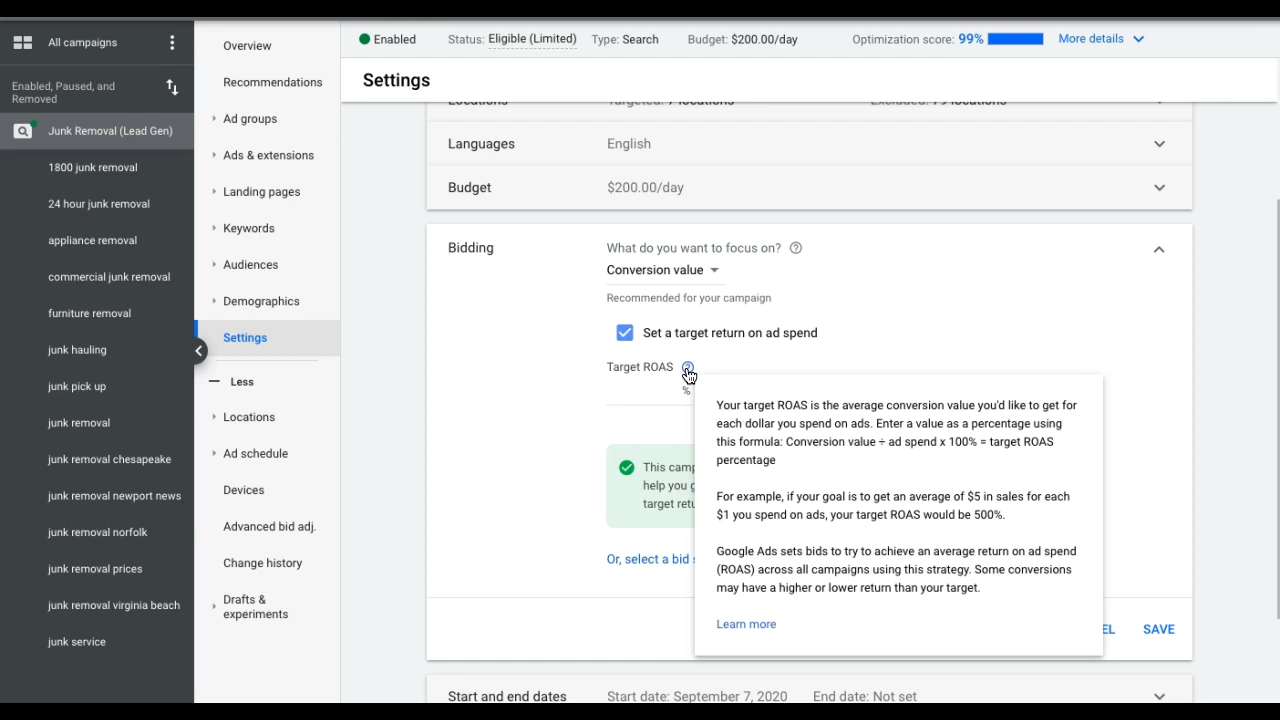 All campaigns
Enabled, Paused, and
Removed
Junk Removal (Lead Gen)
1800 junk removal
24 hour junk removal
appliance removal
commercial junk removal
furniture removal
junk hauling
junk pick up
junk removal
junk removal chesapeake
junk removal newport news
junk removal norfolk
junk removal prices
junk removal virginia beach
junk service
Overview
Recommendations
Ad groups
Ads & extensions
Landing pages
Keywords
Audiences
Demographics
Settings
Less
Locations
Ad schedule
Devices
Advanced bid adj.
Change history
Drafts &
experiments
Enabled Status: Eligible (Limited) Type: Search Budget: $200.00/day Optimization score: 99% More details
Settings
Locations Targeted: 7 locations Excluded: 79 locations
Languages English
Budget $200.00/day
Bidding What do you want to focus on?
Conversion value
Recommended for your campaign
Set a target return on ad spend
Target ROAS
%
This camp
help you g
target retu
Or, select a bid s
Your target ROAS is the average conversion value you'd like to get for
each dollar you spend on ads. Enter a value as a percentage using
this formula: Conversion value ÷ ad spend x 100% = target ROAS
percentage
For example, if your goal is to get an average of $5 in sales for each
$1 you spend on ads, your target ROAS would be 500%.
Google Ads sets bids to try to achieve an average return on ad spend
(ROAS) across all campaigns using this strategy. Some conversions
may have a higher or lower return than your target.
Learn more
EL SAVE
Start and end dates Start date: September 7, 2020 End date: Not set